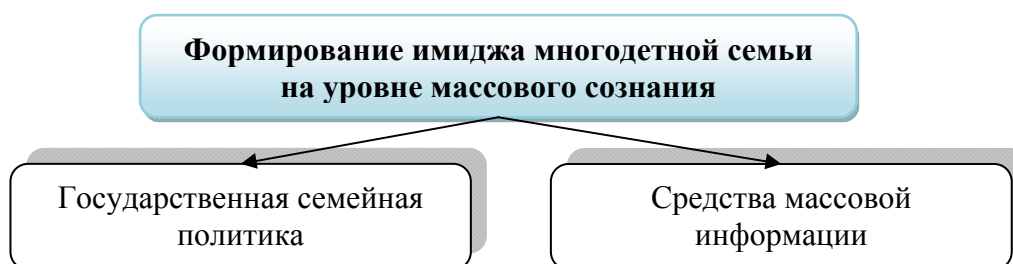 Формирование имиджа многодетной семьи
на уровне массового сознания
Государственная семейная
политика
Средства массовой
информации